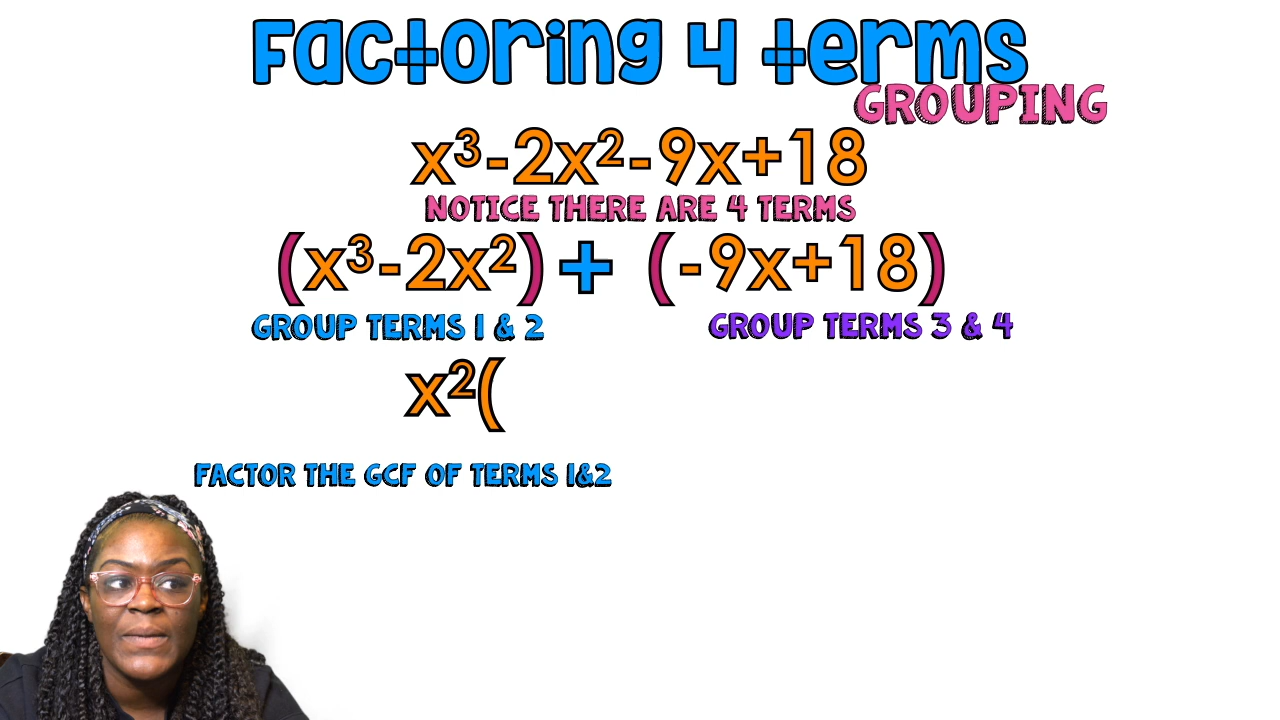 Factoring 4 terms
GROUPING
x³-2x²-9x+18
NOTICE THERE ARE 4 TERMS
(x³-2x²) + (-9x+18)
GROUP TERMS 1 & 2 GROUP TERMS 3 & 4
x²(
FACTOR THE GCF OF TERMS 1&2